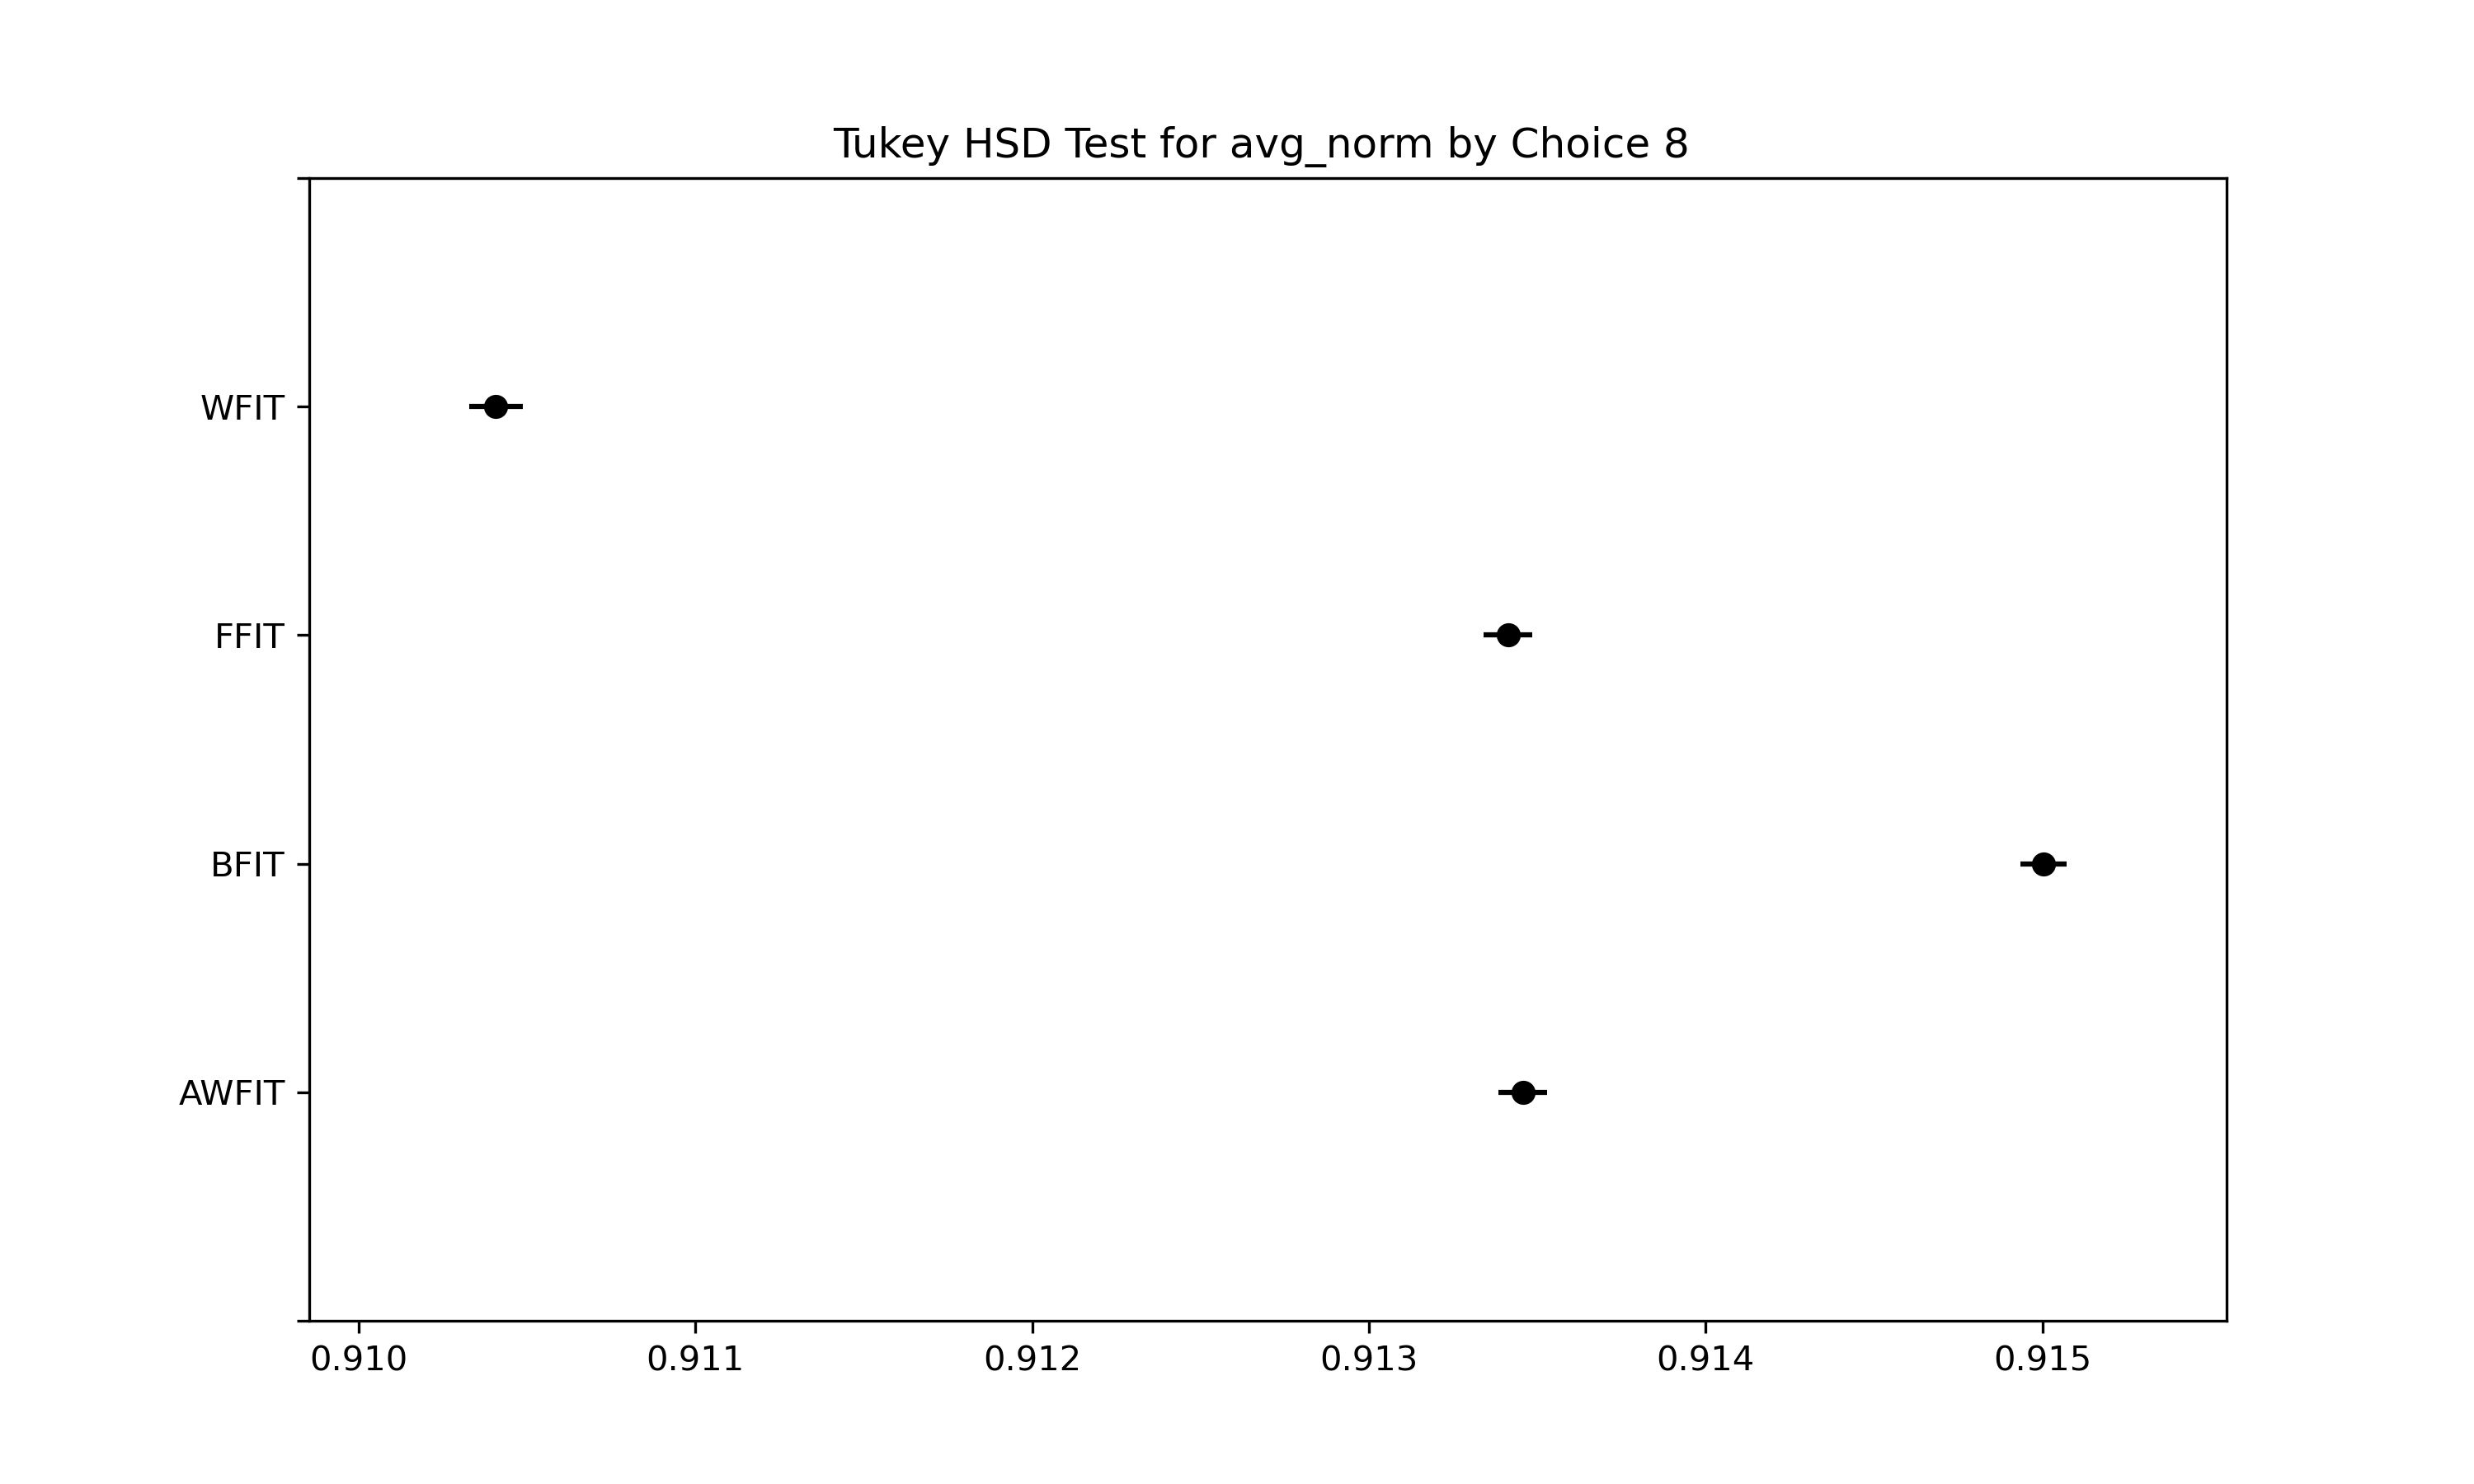 Tukey HSD Test for avg_norm by Choice 8
WFIT
FFIT
BFIT
AWFIT
0.910 0.911 0.912 0.913 0.914 0.915